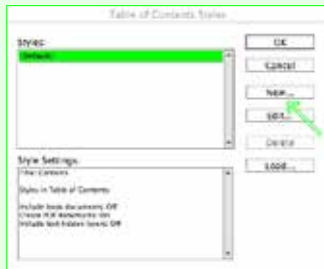 Table of Contents Styles
Styles:
[Default]
OK
Cancel
New...
Edit...
Delete
Load...
Style Settings:
Title: Contents
Styles in Table of Contents:
Include book documents: Off
Create PDF Bookmarks: On
Include text hidden layers: Off